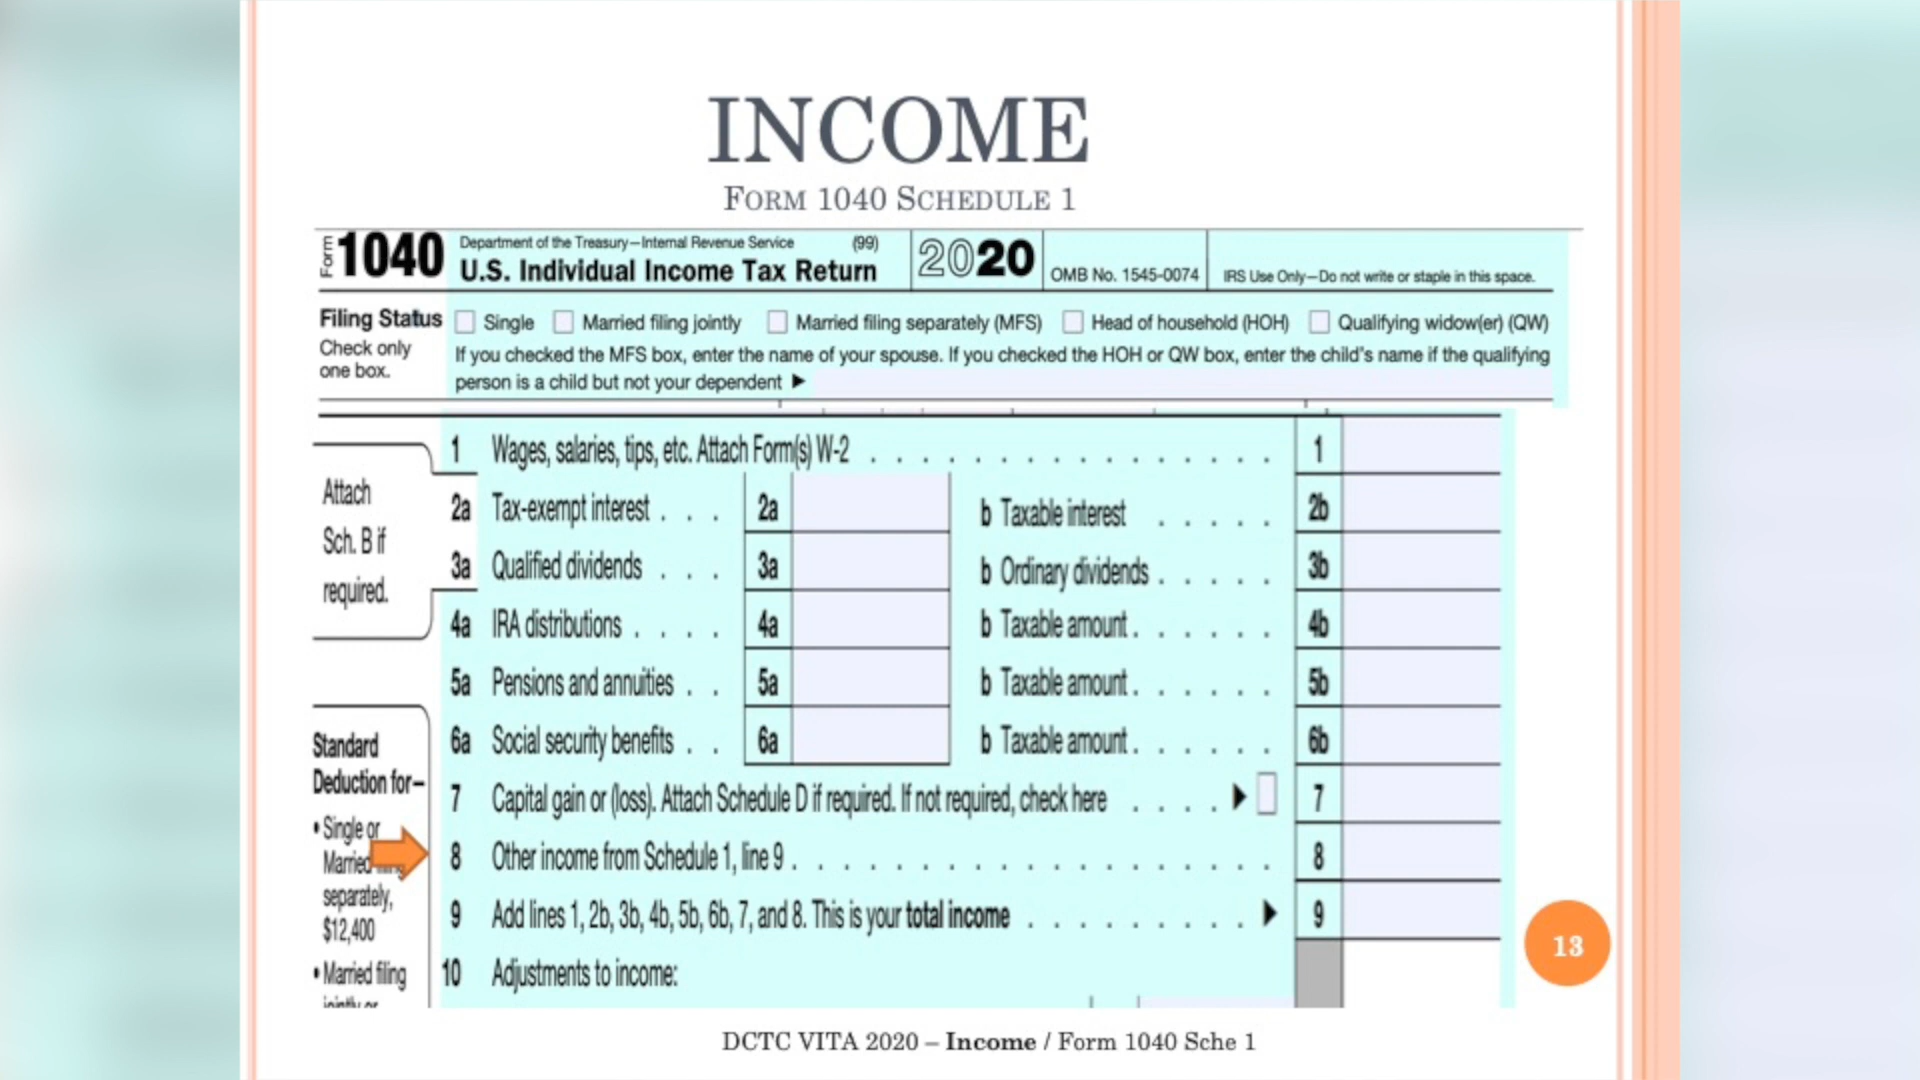 INCOME
FORM 1040 SCHEDULE 1
Form 1040 Department of the Treasury—Internal Revenue Service (99) U.S. Individual Income Tax Return 2020 OMB No. 1545-0074 IRS Use Only—Do not write or staple in this space.
Filing Status Single Married filing jointly Married filing separately (MFS) Head of household (HOH) Qualifying widow(er) (QW)
Check only
one box.
If you checked the MFS box, enter the name of your spouse. If you checked the HOH or QW box, enter the child's name if the qualifying
person is a child but not your dependent ▶
Attach
Sch. B if
required.
1 Wages, salaries, tips, etc. Attach Form(s) W-2 . . . . . . . . . . . . . . . . 1
2a Tax-exempt interest . . . 2a b Taxable interest . . . . . 2b
3a Qualified dividends . . . 3a b Ordinary dividends . . . . . 3b
4a IRA distributions . . . . 4a b Taxable amount . . . . . . 4b
5a Pensions and annuities . . 5a b Taxable amount . . . . . . 5b
6a Social security benefits . . 6a b Taxable amount . . . . . . 6b
7 Capital gain or (loss). Attach Schedule D if required. If not required, check here . . . . ▶ 7
8 Other income from Schedule 1, line 9 . . . . . . . . . . . . . . . . . . . 8
9 Add lines 1, 2b, 3b, 4b, 5b, 6b, 7, and 8. This is your total income . . . . . . . . . ▶ 9
10 Adjustments to income:
Standard
Deduction for—
• Single or
Married
separately,
$12,400
• Married filing
jointly or
13
DCTC VITA 2020 – Income / Form 1040 Sche 1